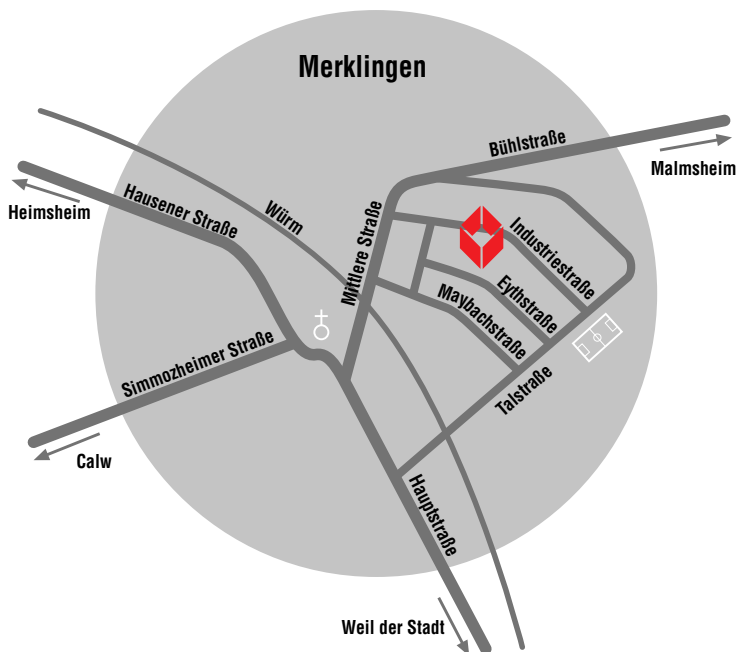 Merklingen
Bühlstraße
Malmsheim
Heimsheim
Hausener Straße
Würm
Mittlere Straße
Industriestraße
Eythstraße
Maybachstraße
Simmozheimer Straße
Talstraße
Calw
Hauptstraße
Weil der Stadt